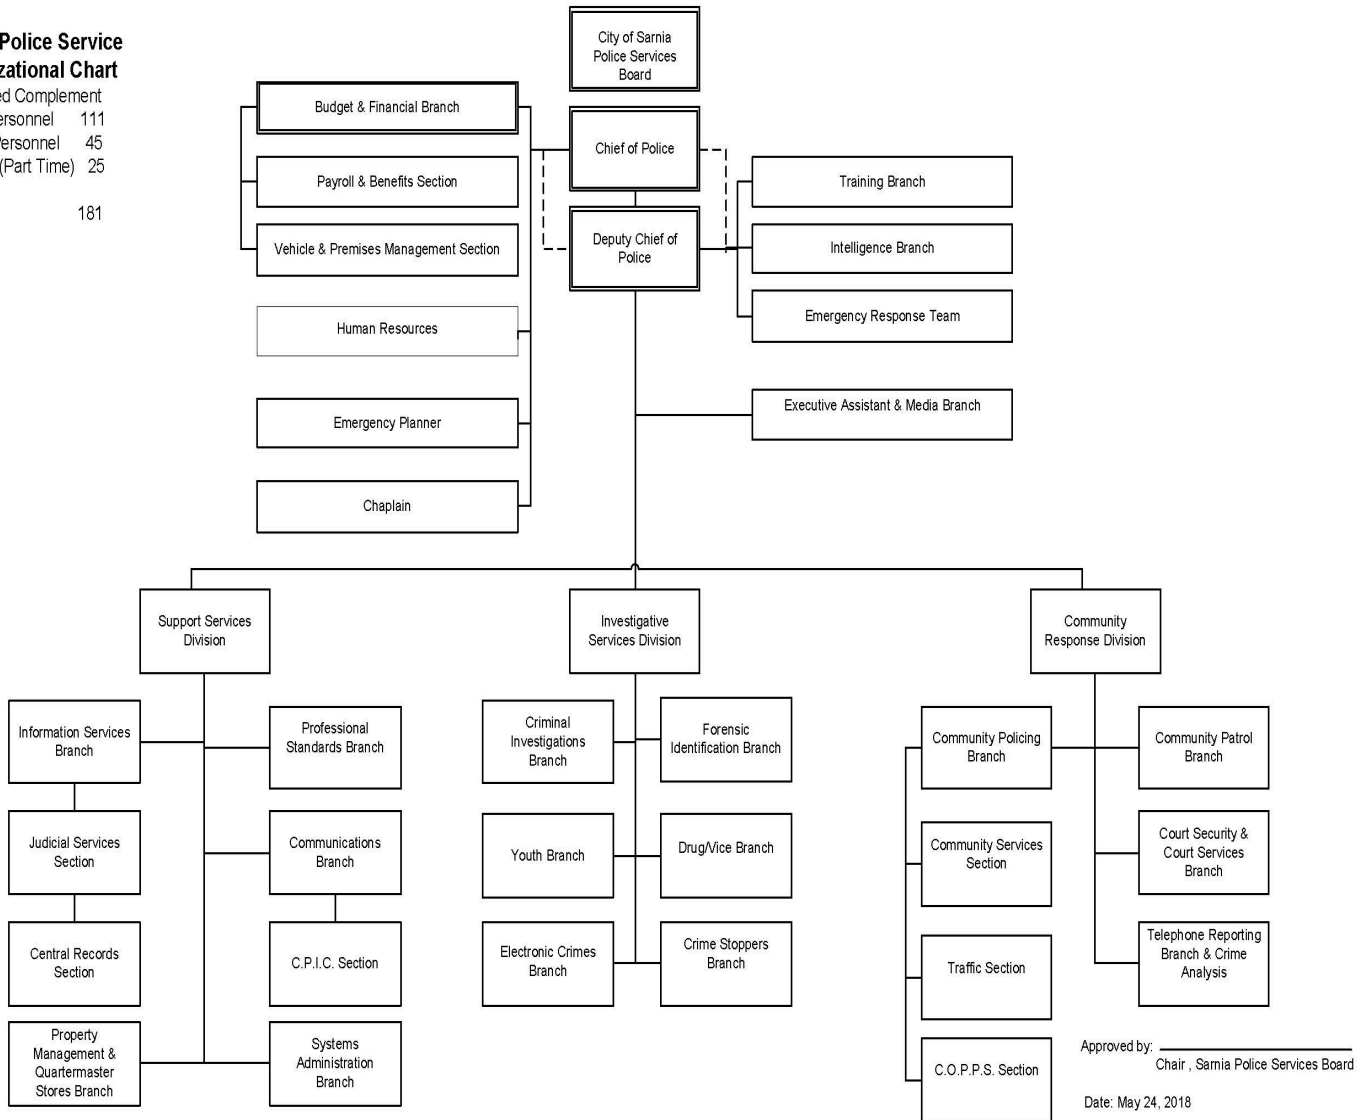 Police Service
zational Chart
ed Complement
ersonnel 111
Personnel 45
(Part Time) 25
181
City of Sarnia
Police Services
Board
Budget & Financial Branch
Chief of Police
Payroll & Benefits Section
Training Branch
Vehicle & Premises Management Section
Deputy Chief of
Police
Intelligence Branch
Human Resources
Emergency Response Team
Emergency Planner
Executive Assistant & Media Branch
Chaplain
Support Services
Division
Investigative
Services Division
Community
Response Division
Information Services
Branch
Professional
Standards Branch
Criminal
Investigations
Branch
Forensic
Identification Branch
Community Policing
Branch
Community Patrol
Branch
Judicial Services
Section
Communications
Branch
Youth Branch
Drug/Vice Branch
Community Services
Section
Court Security &
Court Services
Branch
Central Records
Section
C.P.I.C. Section
Electronic Crimes
Branch
Crime Stoppers
Branch
Traffic Section
Telephone Reporting
Branch & Crime
Analysis
Property
Management &
Quartermaster
Stores Branch
Systems
Administration
Branch
C.O.P.P.S. Section
Approved by:
Chair , Sarnia Police Services Board
Date: May 24, 2018